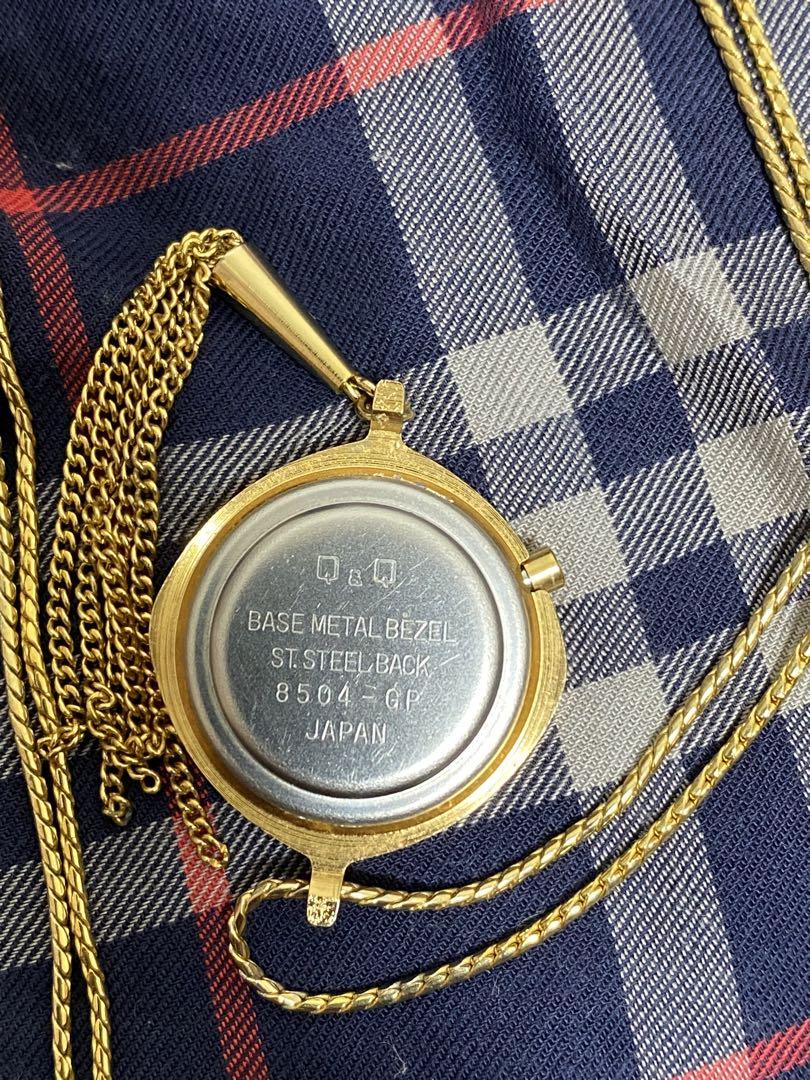 Q & Q
BASE METAL BEZEL
ST. STEEL BACK
8504-GP
JAPAN